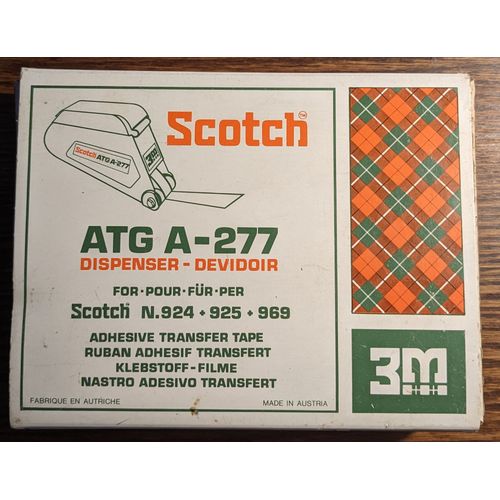 Scotch ATG A-277
3M
Scotch™
ATG A-277
DISPENSER - DEVIDOIR
FOR·POUR·FÜR·PER
Scotch N.924 + 925 + 969
ADHESIVE TRANSFER TAPE
RUBAN ADHESIF TRANSFERT
KLEBSTOFF-FILME
NASTRO ADESIVO TRANSFERT
FABRIQUE EN AUTRICHE
MADE IN AUSTRIA
3M